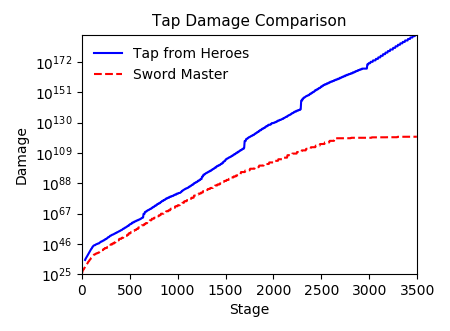 Tap Damage Comparison
Tap from Heroes
Sword Master
Damage
10^172
10^151
10^130
10^109
10^88
10^67
10^46
10^25
0 500 1000 1500 2000 2500 3000 3500
Stage